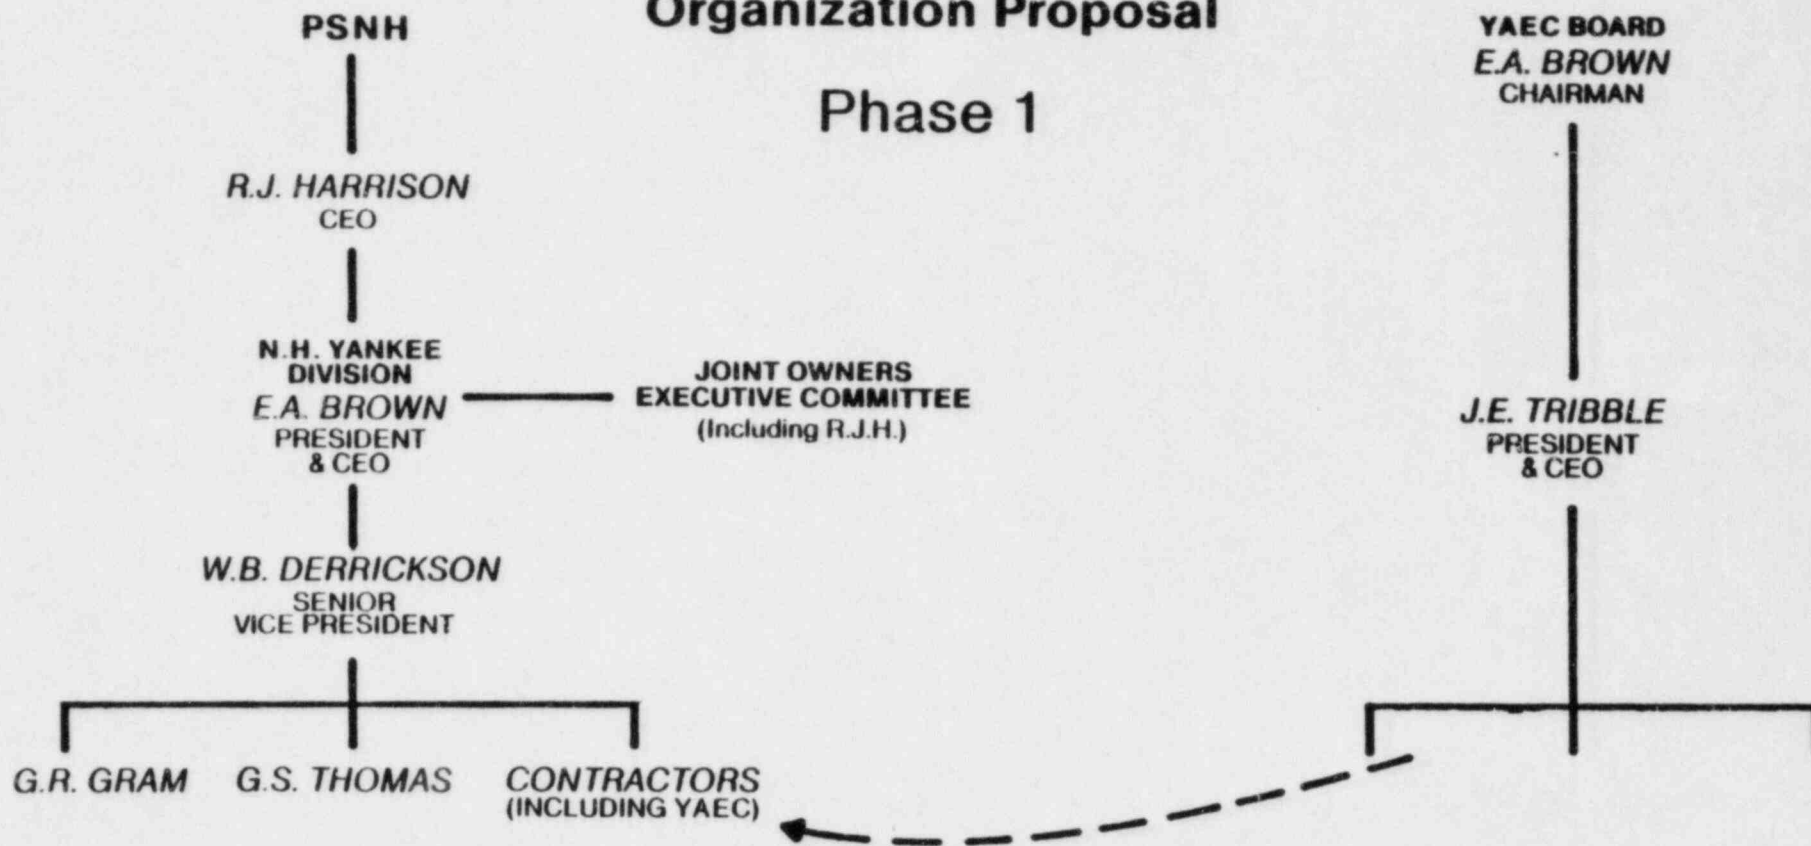 Organization Proposal
Phase 1
PSNH
R.J. HARRISON
CEO
N.H. YANKEE
DIVISION
E.A. BROWN
PRESIDENT
& CEO
JOINT OWNERS
EXECUTIVE COMMITTEE
(Including R.J.H.)
W.B. DERRICKSON
SENIOR
VICE PRESIDENT
G.R. GRAM
G.S. THOMAS
CONTRACTORS
(INCLUDING YAEC)
YAEC BOARD
E.A. BROWN
CHAIRMAN
J.E. TRIBBLE
PRESIDENT
& CEO